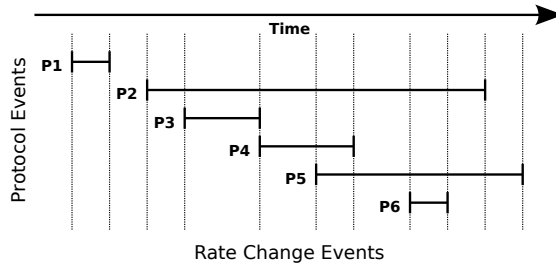 Time
P1
P2
P3
P4
P5
P6
Protocol Events
Rate Change Events